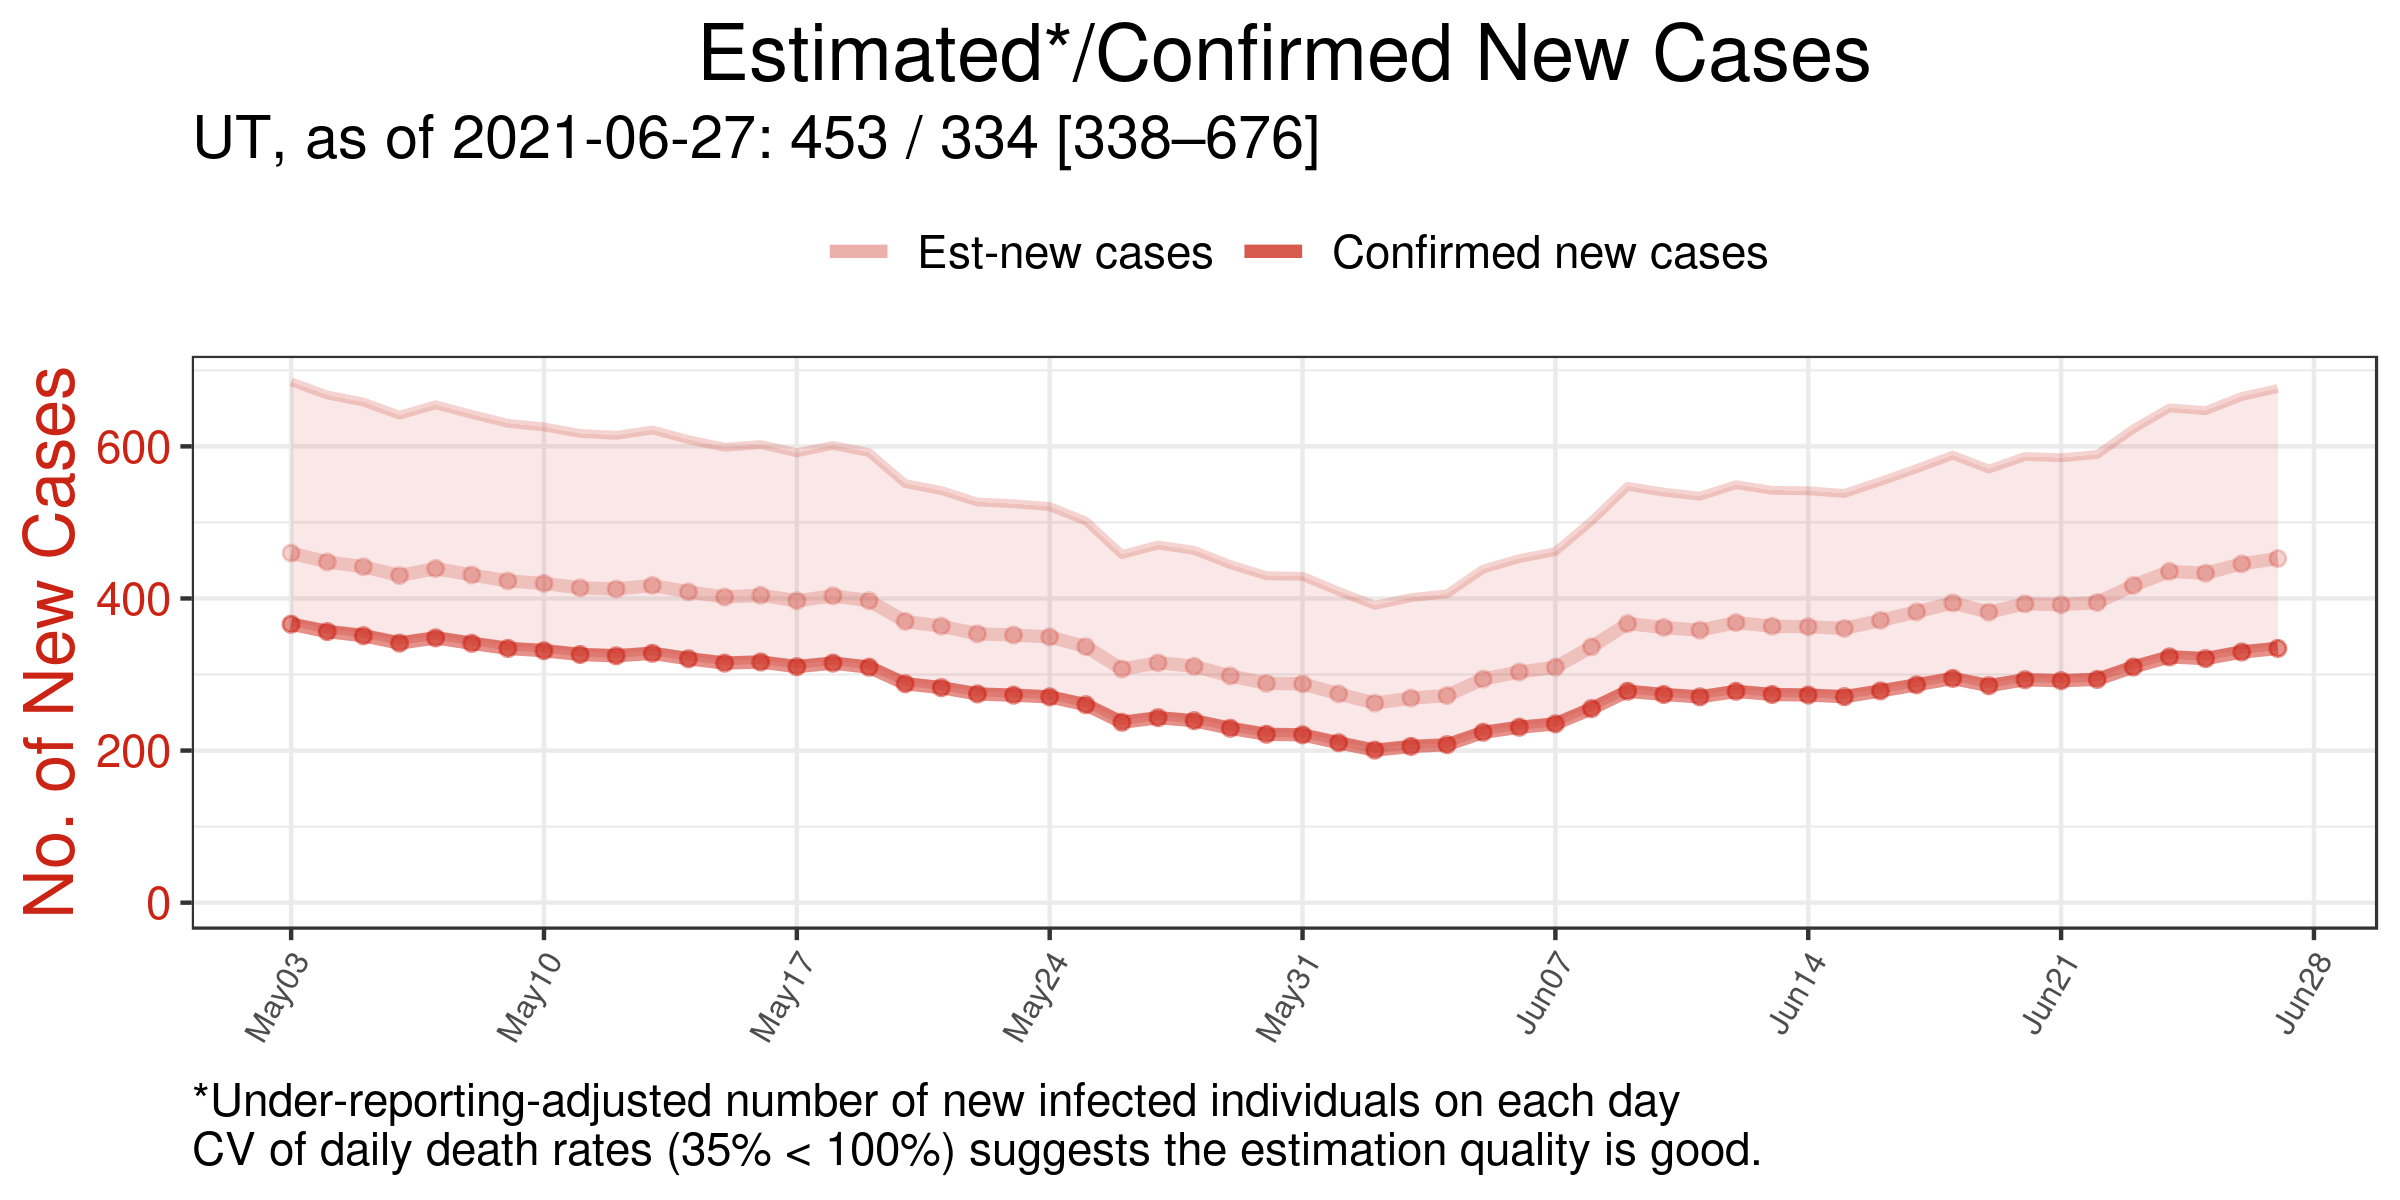 Estimated*/Confirmed New Cases
UT, as of 2021-06-27: 453 / 334 [338–676]
Est-new cases
Confirmed new cases
No. of New Cases
600
400
200
0
May03
May10
May17
May24
May31
Jun07
Jun14
Jun21
Jun28
*Under-reporting-adjusted number of new infected individuals on each day
CV of daily death rates (35% < 100%) suggests the estimation quality is good.